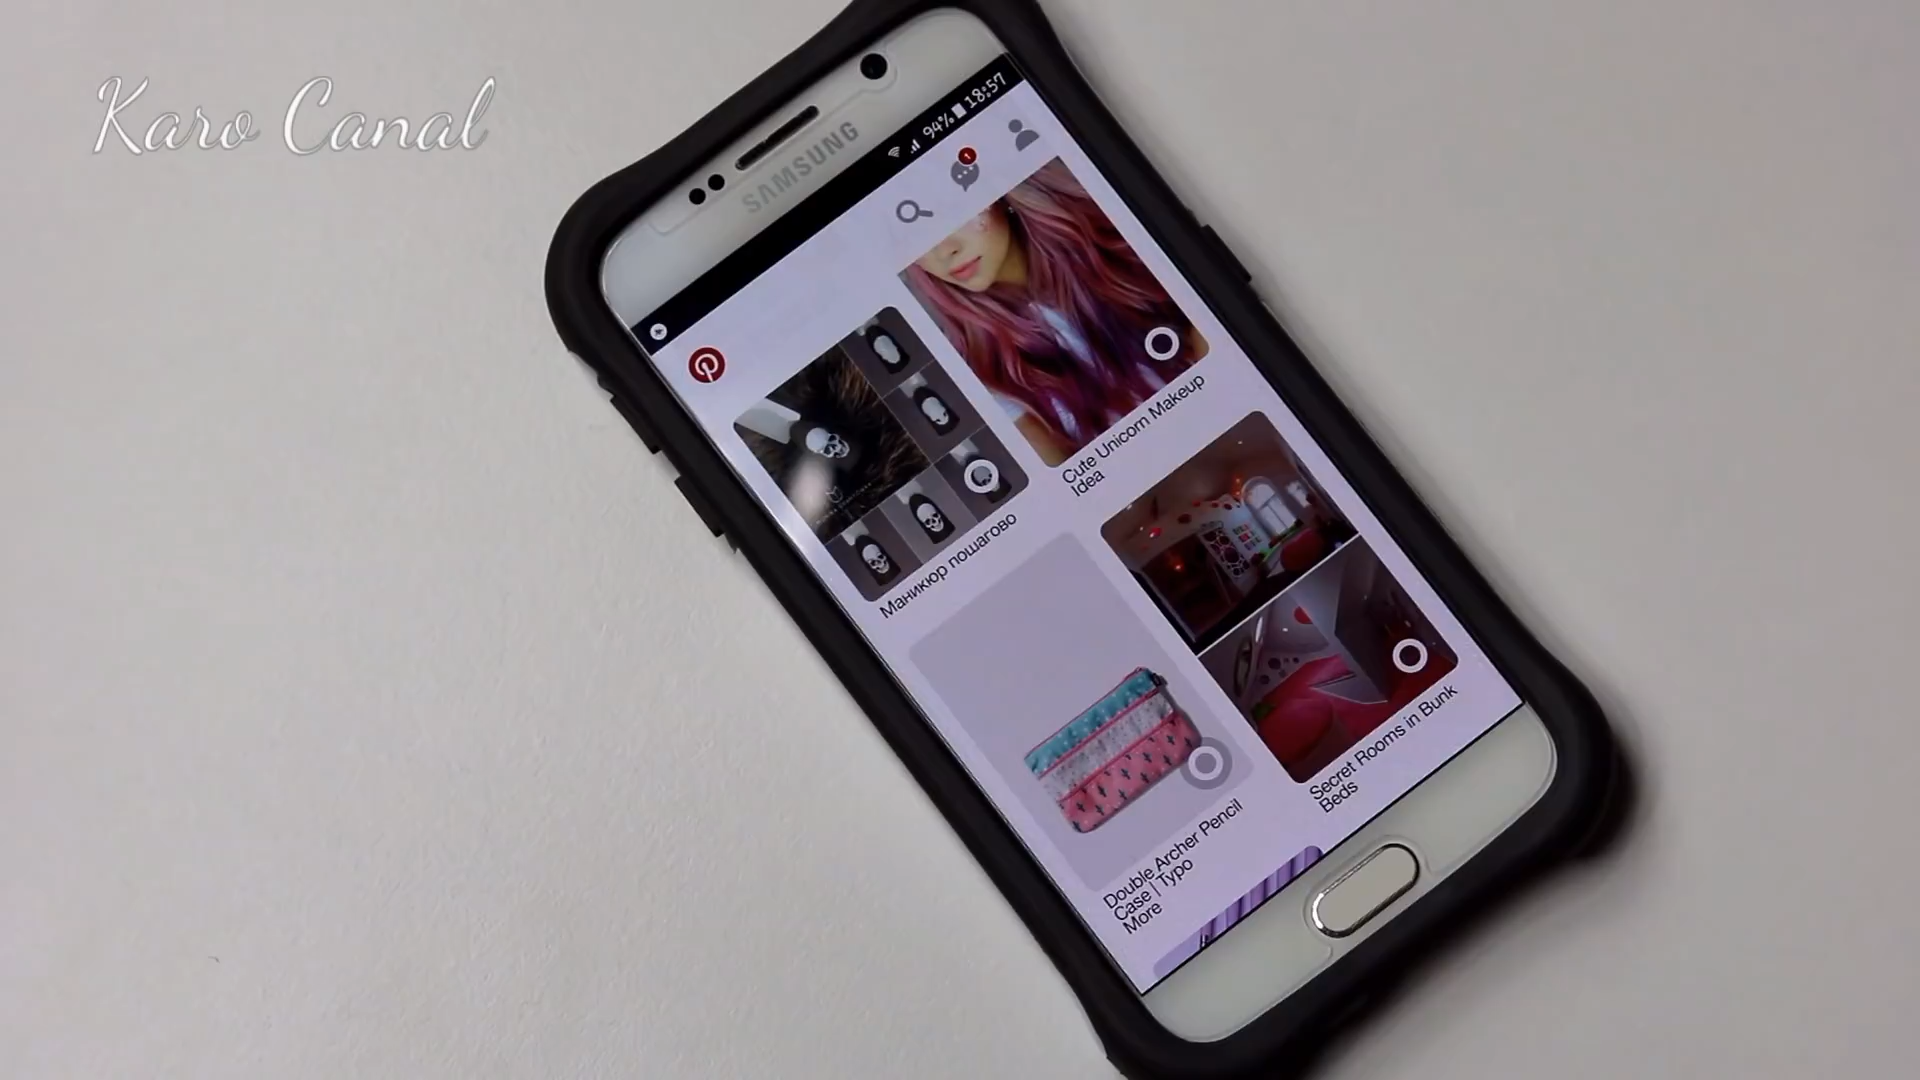 Karo Canal
SAMSUNG
94% 18:57
1
Маникюр пошагово
Cute Unicorn Makeup
Idea
Double Archer Pencil
Case | Typo
More
Secret Rooms in Bunk
Beds